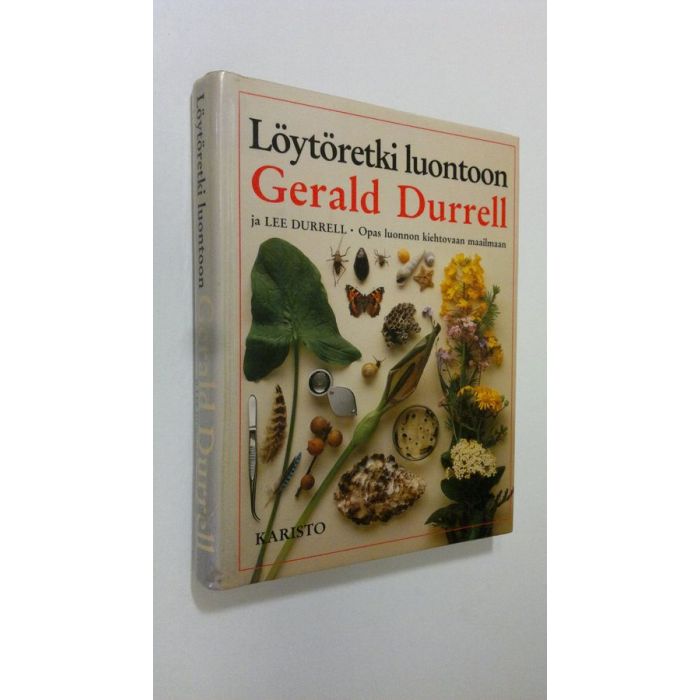 Löytöretki luontoon
Gerald Durrell
ja LEE DURRELL • Opas luonnon kiehtovaan maailmaan
KARISTO
Löytöretki luontoon Gerald Durrell